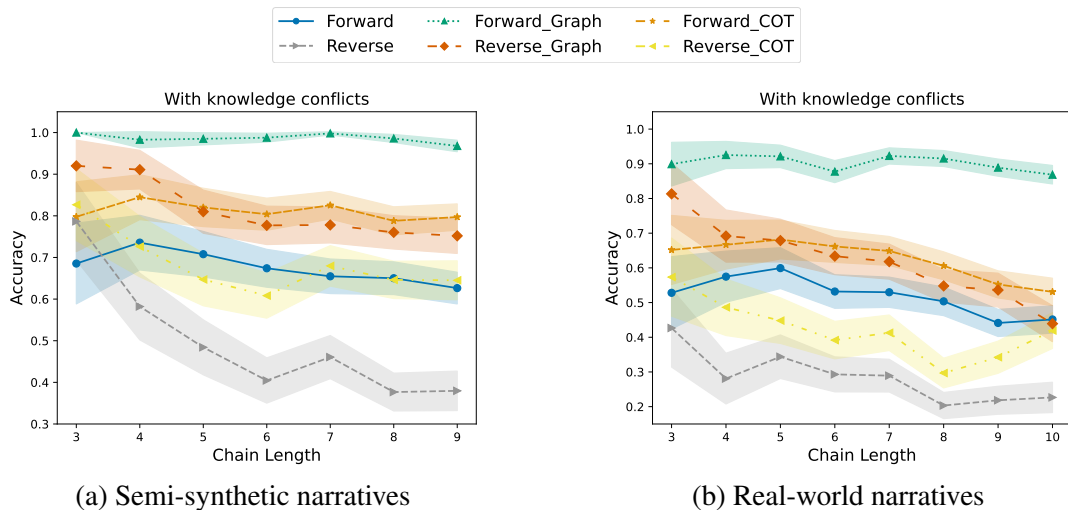 Forward
Forward_Graph
Forward_COT
Reverse
Reverse_Graph
Reverse_COT
With knowledge conflicts
1.0
0.9
0.8
0.7
0.6
0.5
0.4
0.3
Accuracy
3 4 5 6 7 8 9
Chain Length
(a) Semi-synthetic narratives
With knowledge conflicts
1.0
0.9
0.8
0.7
0.6
0.5
0.4
0.3
0.2
Accuracy
3 4 5 6 7 8 9 10
Chain Length
(b) Real-world narratives